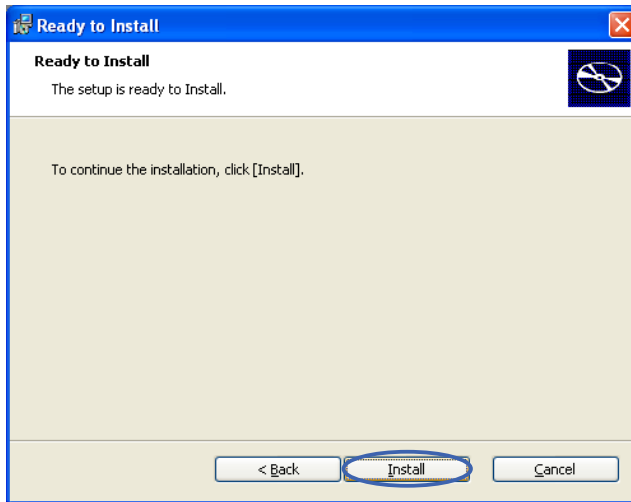 Ready to Install
Ready to Install
The setup is ready to Install.
To continue the installation, click [Install].
< Back Install Cancel